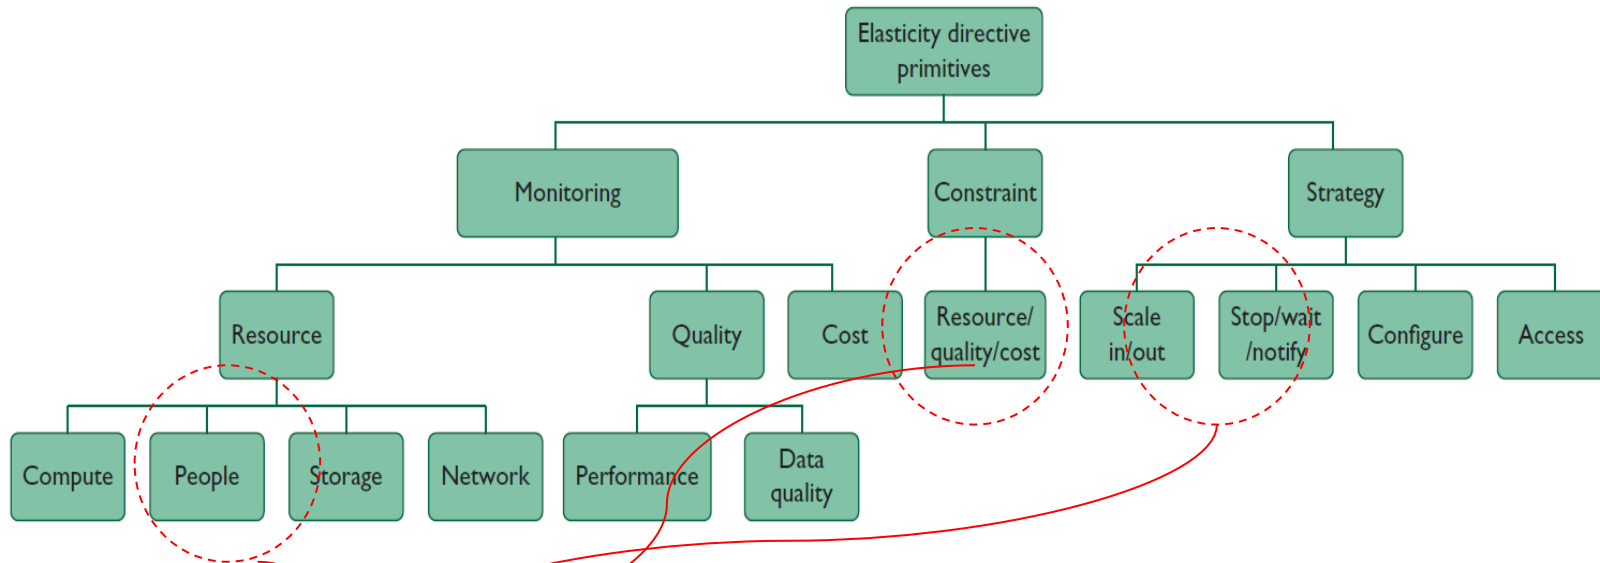 Elasticity directive
primitives
Monitoring
Constraint
Strategy
Resource
Quality
Cost
Resource/
quality/cost
Scale
in/out
Stop/wait
/notify
Configure
Access
Compute
People
Storage
Network
Performance
Data
quality